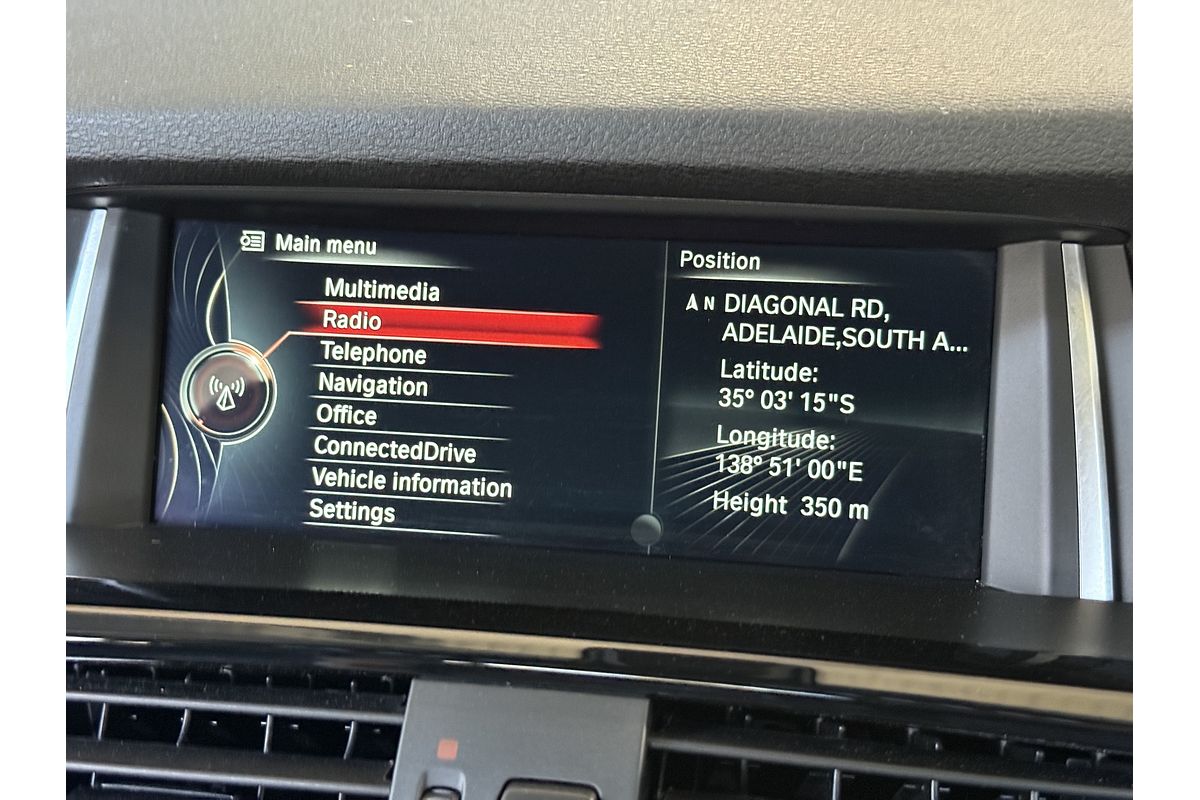 Main menu
Multimedia
Radio
Telephone
Navigation
Office
ConnectedDrive
Vehicle information
Settings
Position
N DIAGONAL RD,
ADELAIDE,SOUTH A...
Latitude:
35° 03' 15"S
Longitude:
138° 51' 00"E
Height 350 m